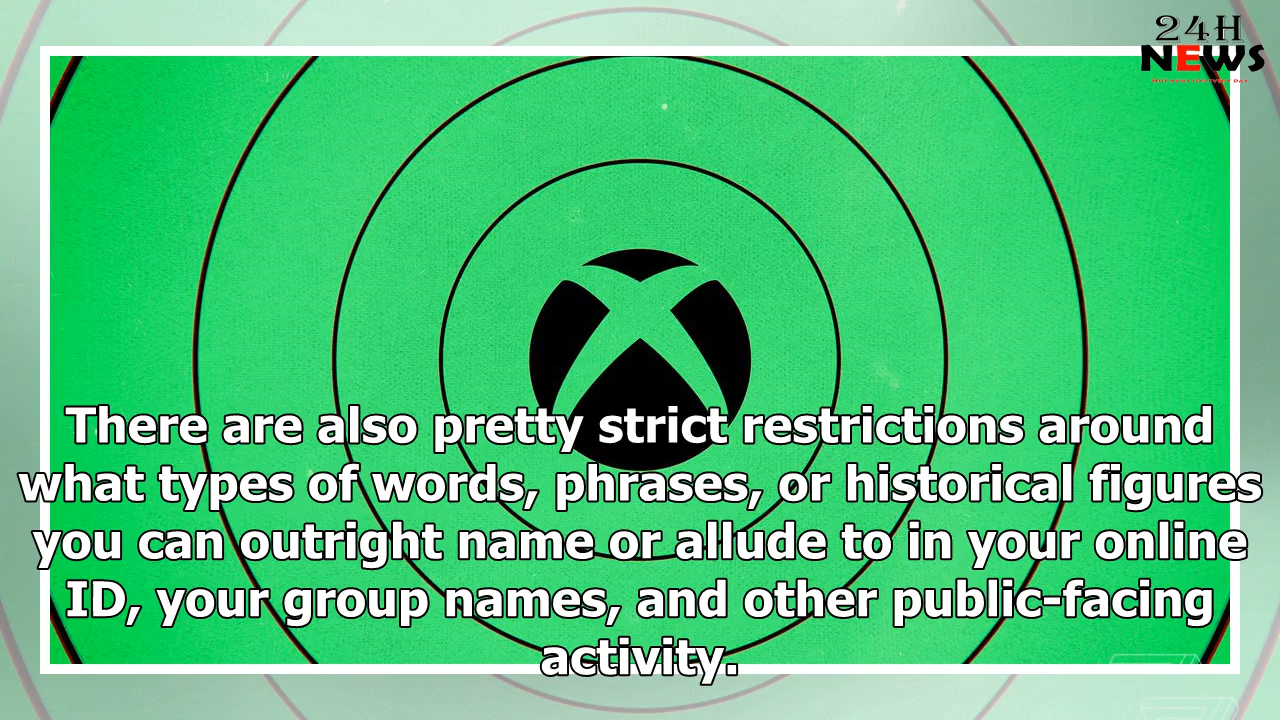 24H
NEWS
There are also pretty strict restrictions around
what types of words, phrases, or historical figures
you can outright name or allude to in your online
ID, your group names, and other public-facing
activity.